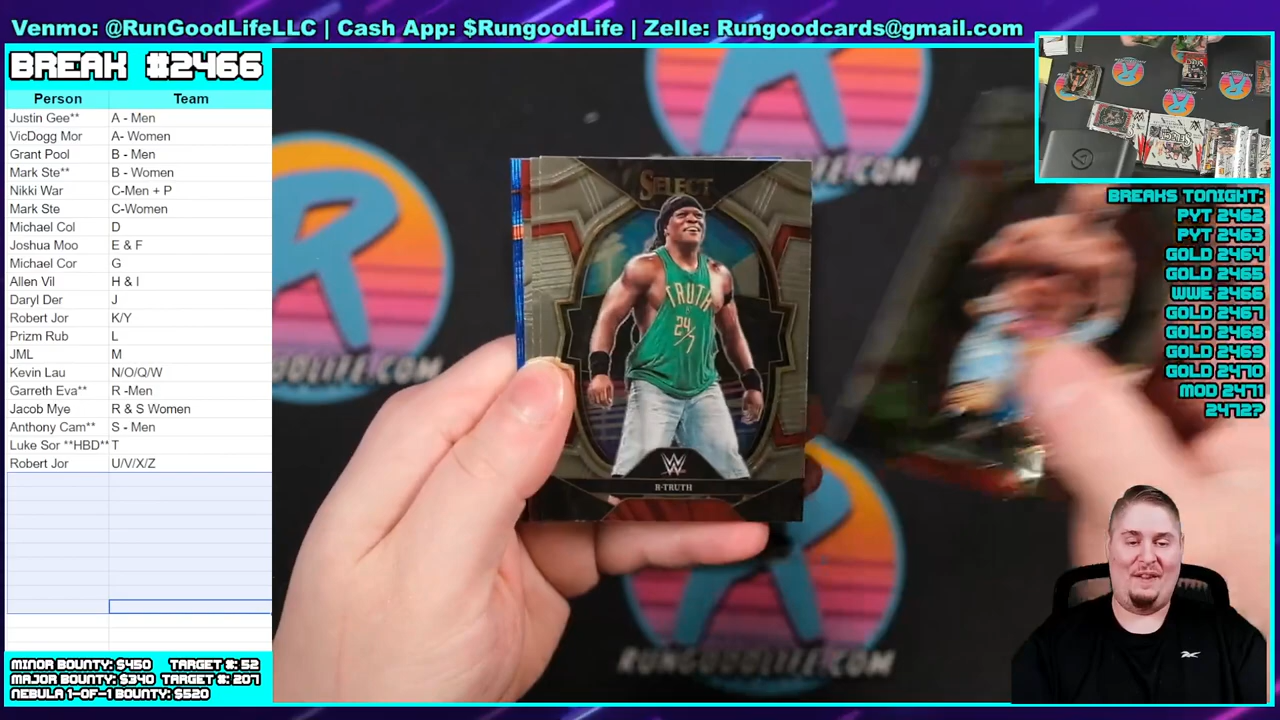 Venmo: @RunGoodLifeLLC | Cash App: $RungoodLife | Zelle: Rungoodcards@gmail.com
BREAK #2466
Person Team
Justin Gee** A - Men
VicDogg Mor A- Women
Grant Pool B - Men
Mark Ste** B - Women
Nikki War C-Men + P
Mark Ste C-Women
Michael Col D
Joshua Moo E & F
Michael Cor G
Allen Vil H & I
Daryl Der J
Robert Jor K/Y
Prizm Rub L
JML M
Kevin Lau N/O/Q/W
Garreth Eva** R -Men
Jacob Mye R & S Women
Anthony Cam** S - Men
Luke Sor **HBD** T
Robert Jor U/V/X/Z
MINOR BOUNTY: $450 TARGET #: 52
MAJOR BOUNTY: $340 TARGET #: 207
NEBULA 1-OF-1 BOUNTY: $520
SELECT
TRUTH
24/7
W
R-TRUTH
R
.COM
R
GOODLIFE.COM
RUNGOODLIFE.COM
BREAKS TONIGHT:
PYT 2462
PYT 2463
GOLD 2464
GOLD 2465
WWE 2466
GOLD 2467
GOLD 2468
GOLD 2469
GOLD 2470
MOD 2471
2472?